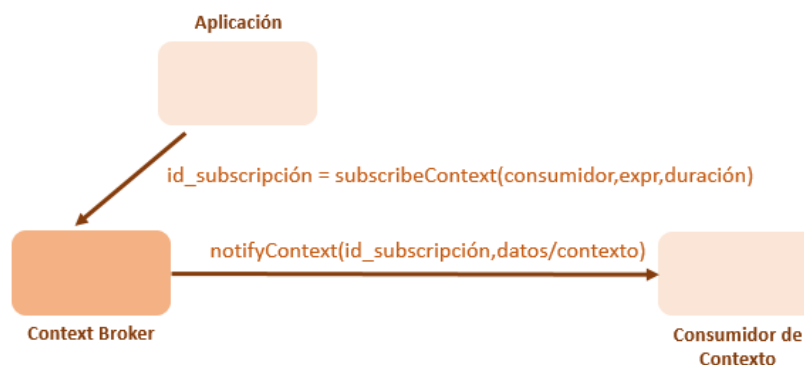 Aplicación
id_subscripción = subscribeContext(consumidor,expr,duración)
notifyContext(id_subscripción,datos/contexto)
Context Broker
Consumidor de
Contexto